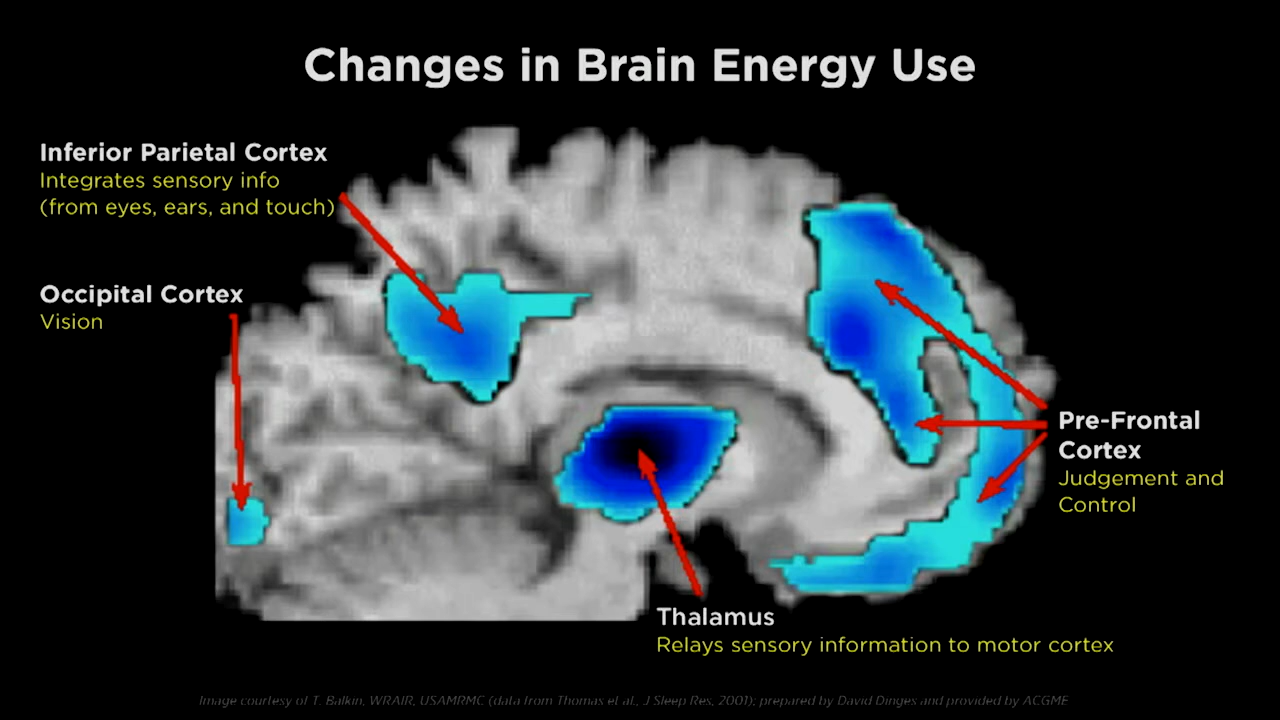 Changes in Brain Energy Use
Inferior Parietal Cortex
Integrates sensory info
(from eyes, ears, and touch)
Occipital Cortex
Vision
Pre-Frontal
Cortex
Judgement and
Control
Thalamus
Relays sensory information to motor cortex
Image courtesy of T. Balkin, WRAIR, USAMRMC (data from Thomas et al., J Sleep Res, 2001); prepared by David Dinges and provided by ACGME